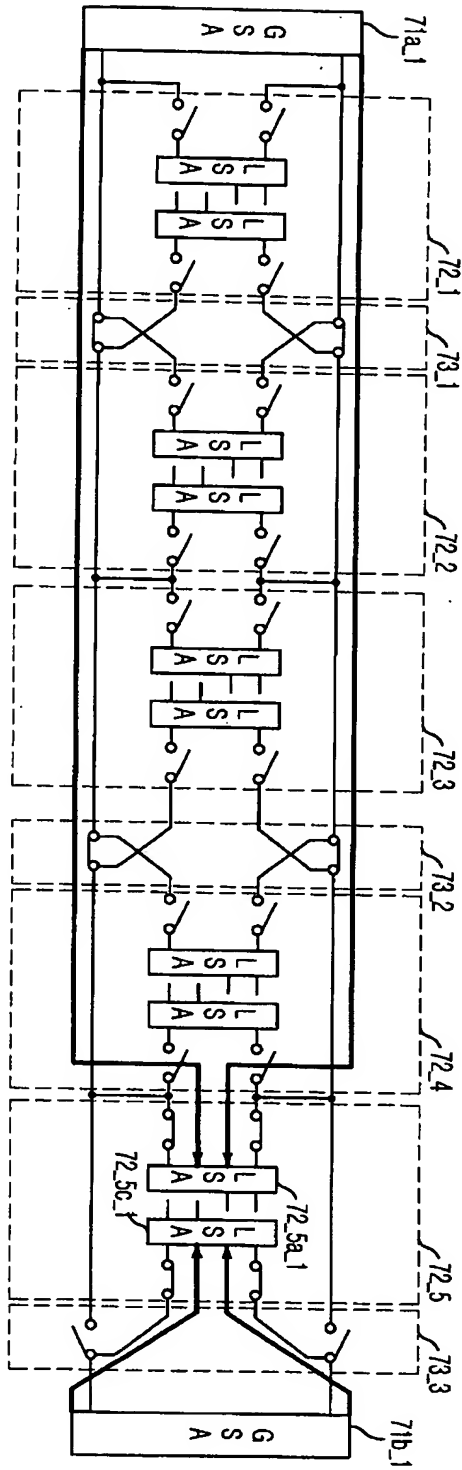 71a_1
G S A
72_1
L S A
L S A
73_1
72_2
L S A
L S A
72_3
L S A
L S A
73_2
72_4
L S A
L S A
72_5
72_5a_1
L S A
L S A
72_5c_1
73_3
G S A
71b_1